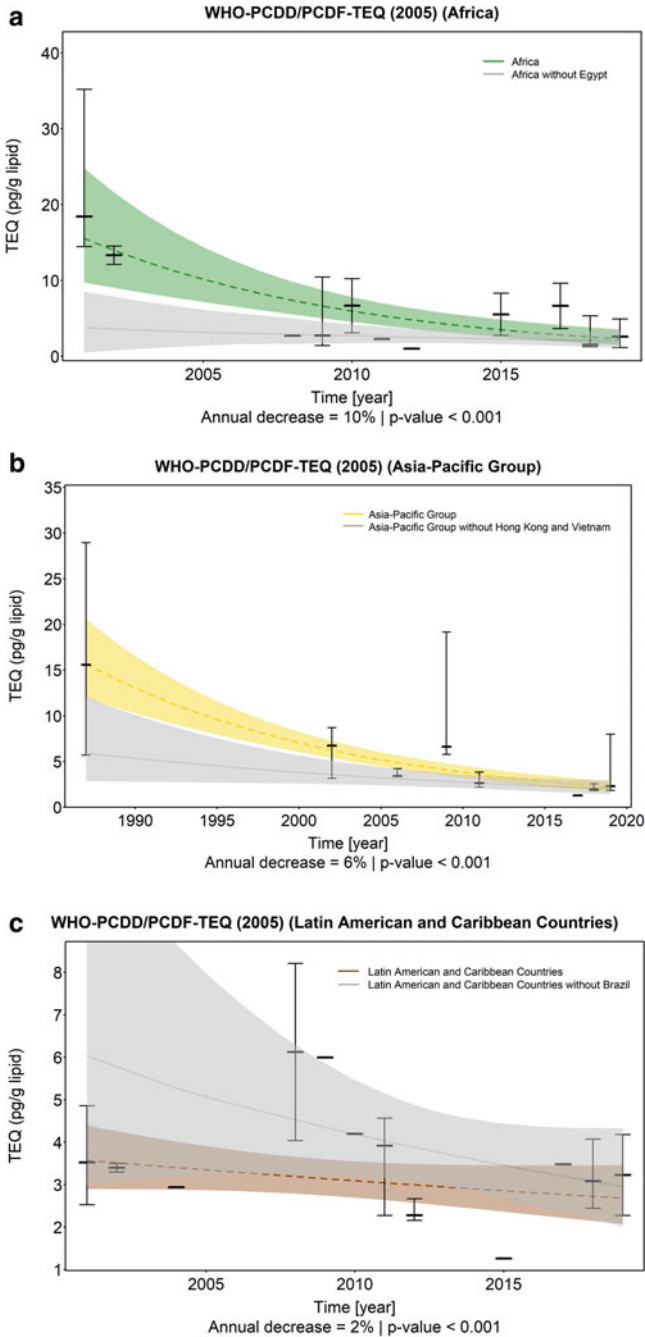 a
WHO-PCDD/PCDF-TEQ (2005) (Africa)
40
30
20
10
0
TEQ (pg/g lipid)
Africa
Africa without Egypt
2005
2010
2015
Time [year]
Annual decrease = 10% | p-value < 0.001
b
WHO-PCDD/PCDF-TEQ (2005) (Asia-Pacific Group)
35
30
25
20
15
10
5
0
TEQ (pg/g lipid)
Asia-Pacific Group
Asia-Pacific Group without Hong Kong and Vietnam
1990
1995
2000
2005
2010
2015
2020
Time [year]
Annual decrease = 6% | p-value < 0.001
c
WHO-PCDD/PCDF-TEQ (2005) (Latin American and Caribbean Countries)
8
7
6
5
4
3
2
1
TEQ (pg/g lipid)
Latin American and Caribbean Countries
Latin American and Caribbean Countries without Brazil
2005
2010
2015
Time [year]
Annual decrease = 2% | p-value < 0.001